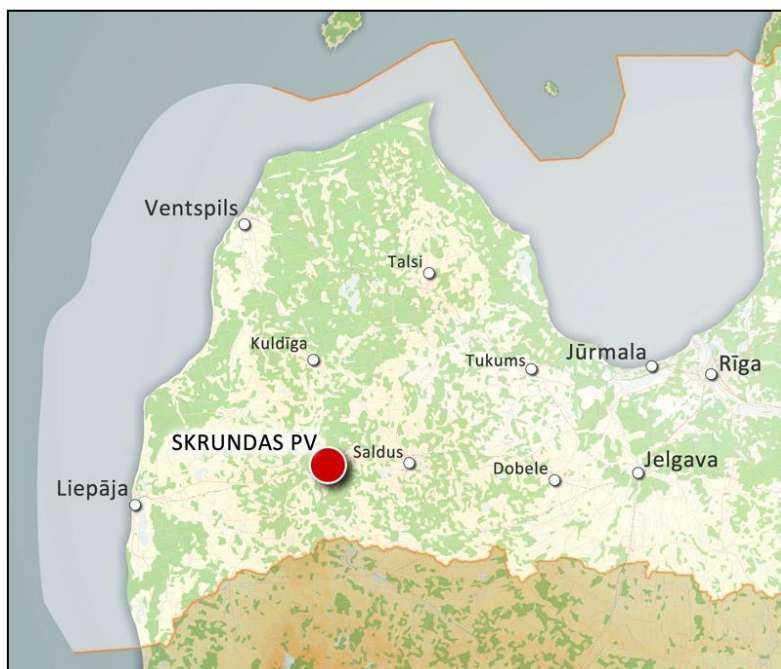 Ventspils
Talsi
Kuldīga
Tukums
Jūrmala
Rīga
SKRUNDAS PV
Saldus
Liepāja
Dobele
Jelgava